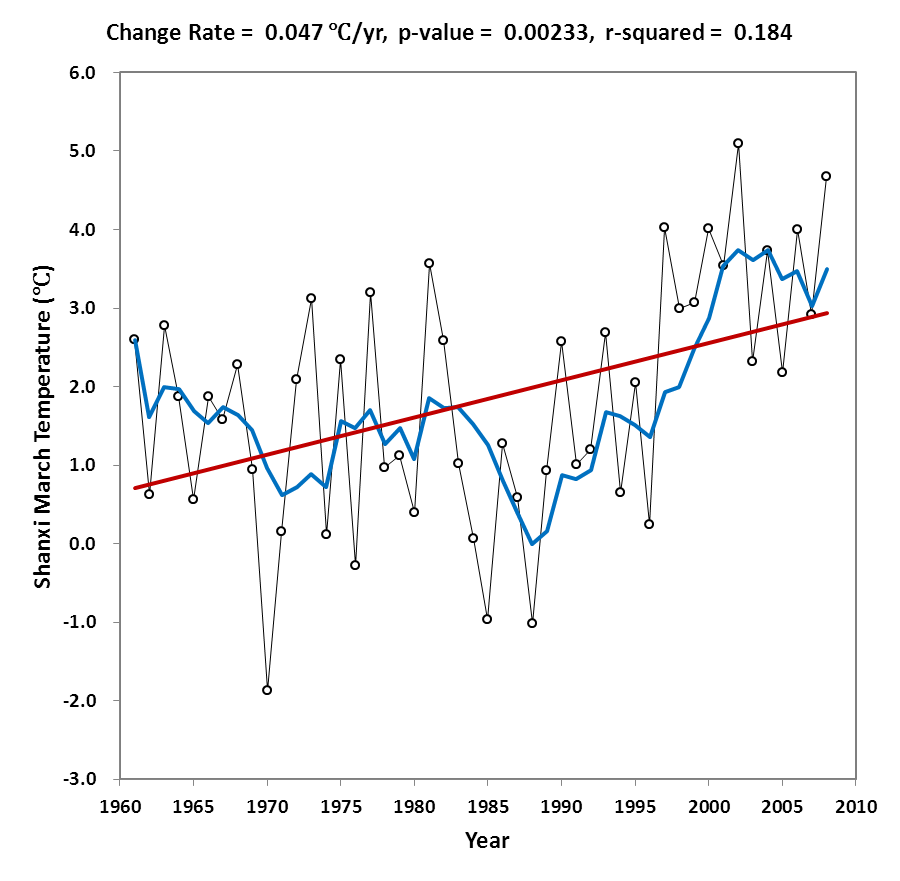 Change Rate = 0.047 ℃/yr, p-value = 0.00233, r-squared = 0.184
6.0
5.0
4.0
3.0
2.0
1.0
0.0
-1.0
-2.0
-3.0
Shanxi March Temperature (℃)
1960 1965 1970 1975 1980 1985 1990 1995 2000 2005 2010
Year